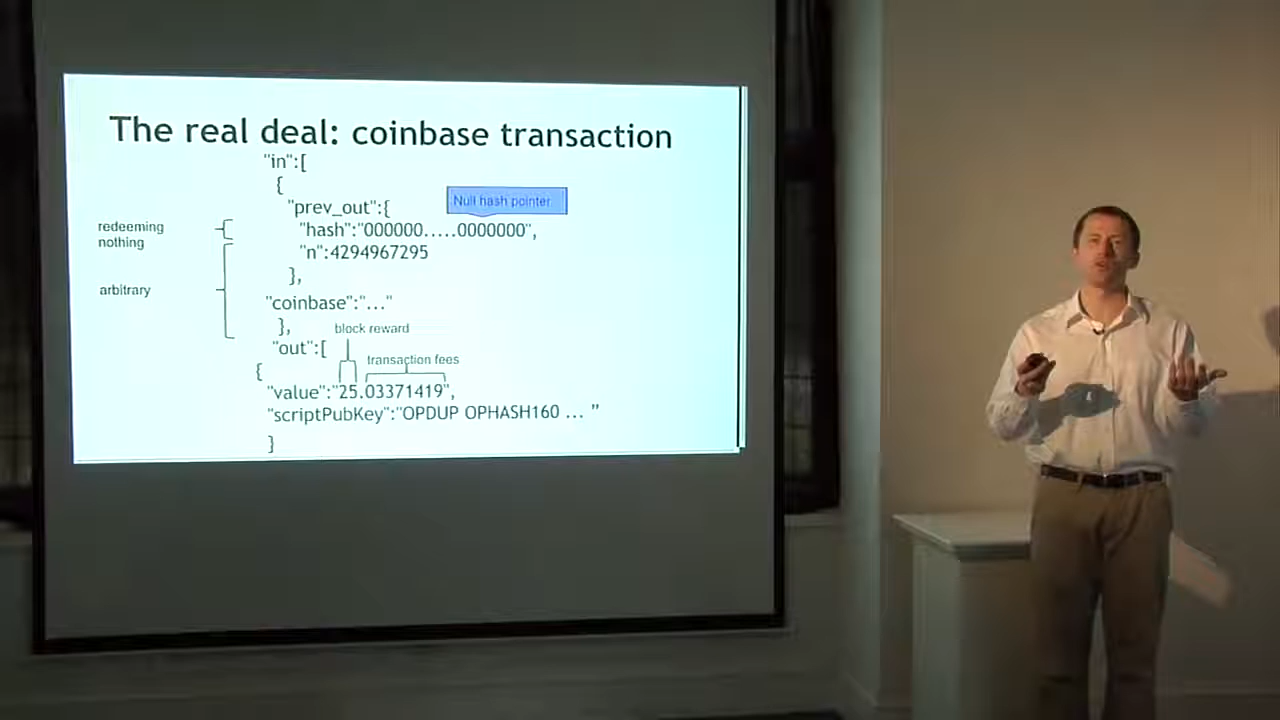 The real deal: coinbase transaction
"in":[
{
"prev_out":{
Null hash pointer
redeeming
nothing
"hash":"000000.....0000000",
"n":4294967295
},
arbitrary
"coinbase":"..."
},
block reward
"out":[
transaction fees
{
"value":"25.03371419",
"scriptPubKey":"OPDUP OPHASH160 ... ”
}